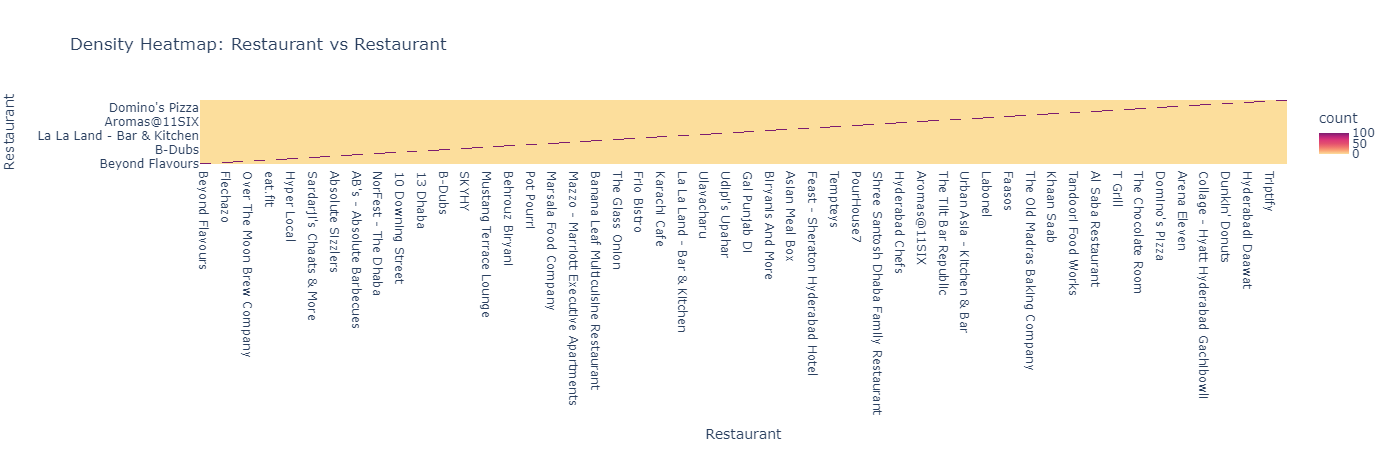 Density Heatmap: Restaurant vs Restaurant
Restaurant
Domino's Pizza
Aromas@11SIX
La La Land - Bar & Kitchen
B-Dubs
Beyond Flavours
count
100
50
0
Beyond Flavours
Flechazo
Over The Moon Brew Company
eat.fit
Hyper Local
Sardarji's Chaats & More
Absolute Sizzlers
AB's - Absolute Barbecues
NorFest - The Dhaba
10 Downing Street
13 Dhaba
B-Dubs
SKYHY
Mustang Terrace Lounge
Behrouz Biryani
Pot Pourri
Marsala Food Company
Mazzo - Marriott Executive Apartments
Banana Leaf Multicuisine Restaurant
The Glass Onion
Frio Bistro
Karachi Cafe
La La Land - Bar & Kitchen
Ulavacharu
Udipi's Upahar
Gal Punjab Di
Biryanis And More
Asian Meal Box
Feast - Sheraton Hyderabad Hotel
Tempteys
PourHouse7
Shree Santosh Dhaba Family Restaurant
Hyderabad Chefs
Aromas@11SIX
The Tilt Bar Republic
Urban Asia - Kitchen & Bar
Labonel
Faasos
The Old Madras Baking Company
Khaan Saab
Tandoori Food Works
Al Saba Restaurant
T Grill
The Chocolate Room
Domino's Pizza
Arena Eleven
Collage - Hyatt Hyderabad Gachibowli
Dunkin' Donuts
Hyderabadi Daawat
Triptify
Restaurant